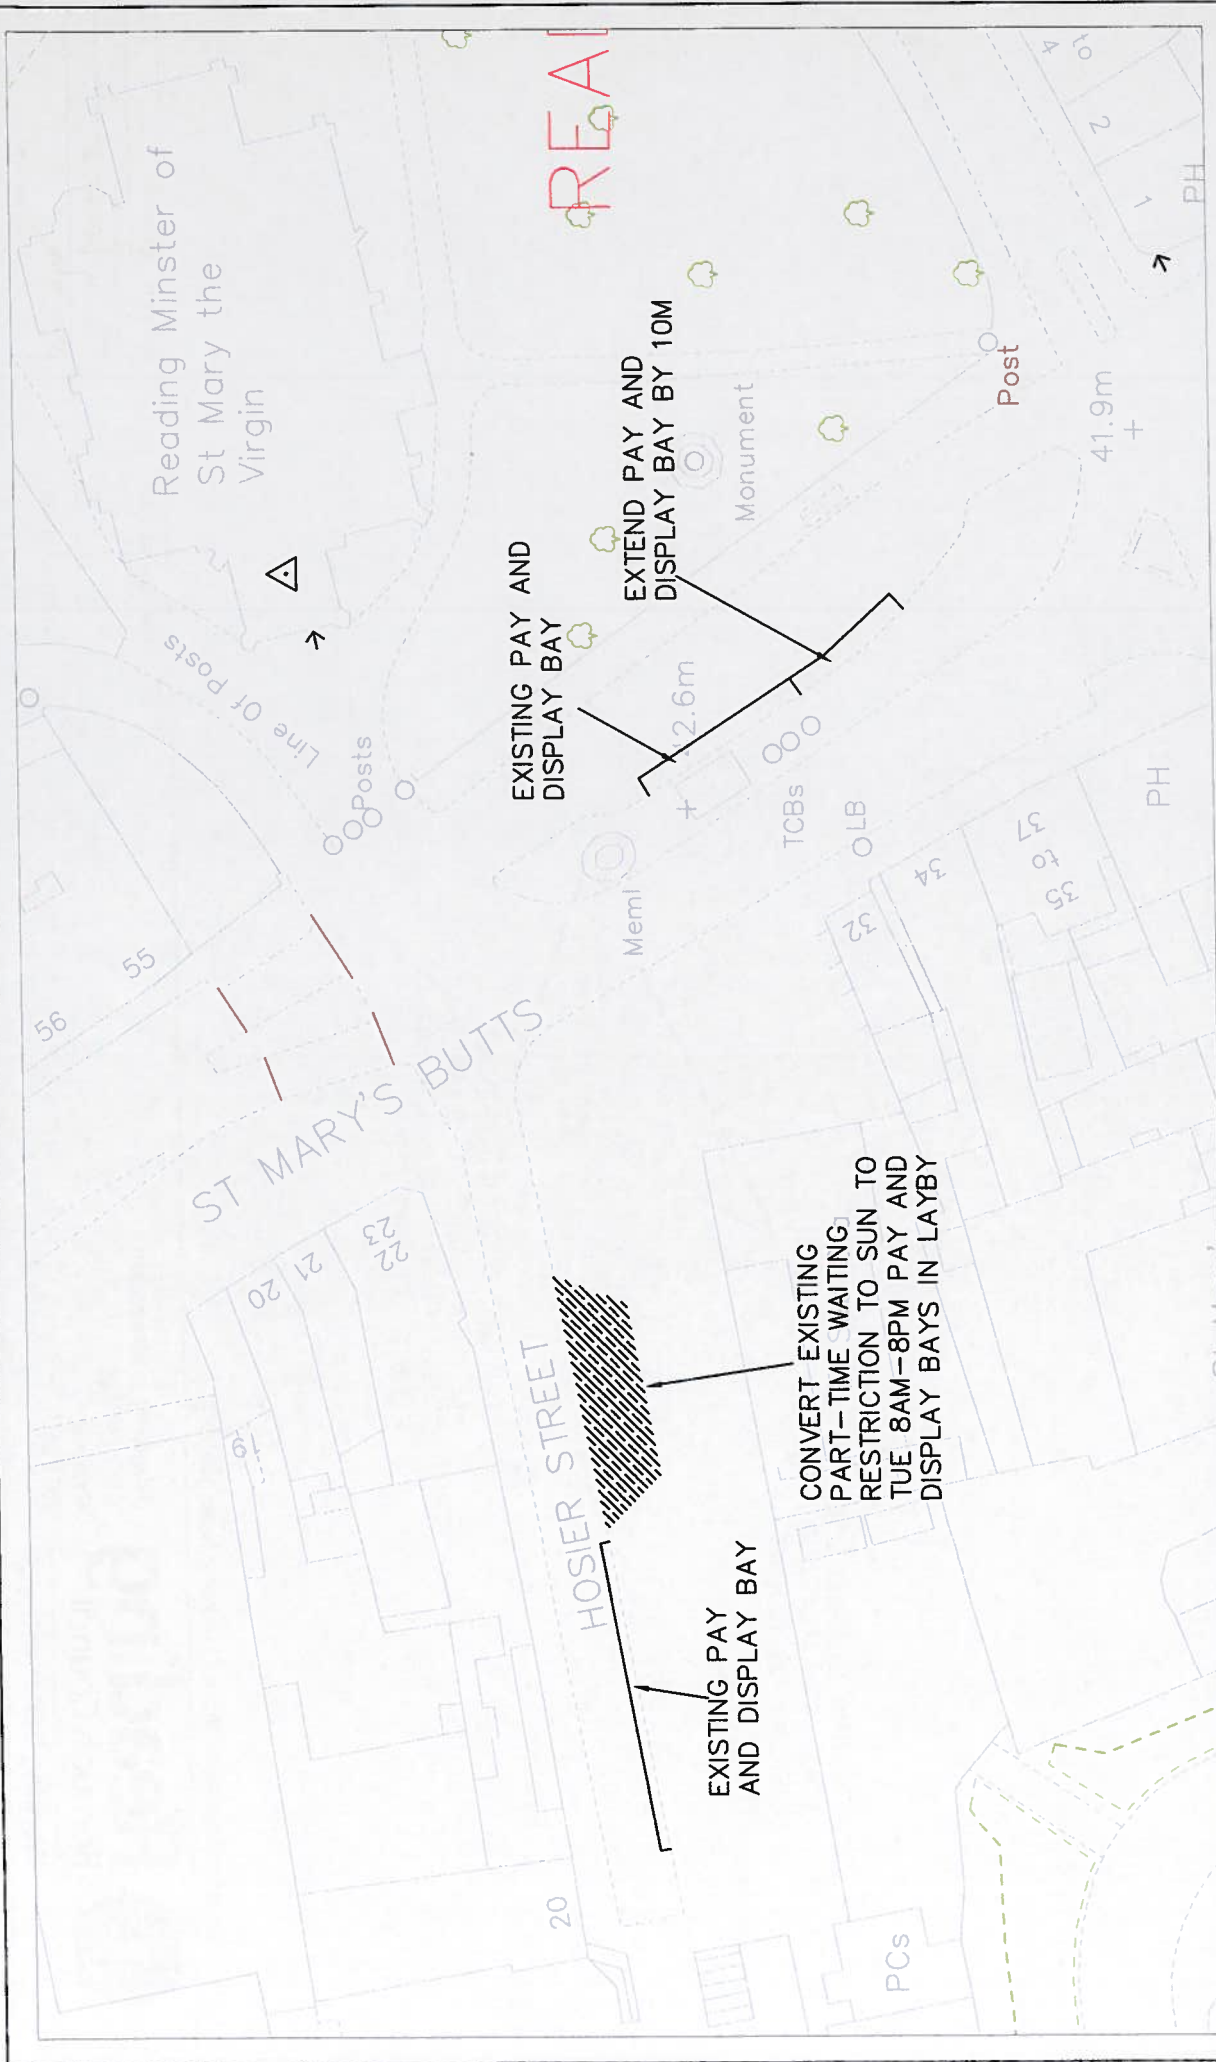 Reading Minster of
St Mary the
Virgin
REA
4
to
2
1
PH
Line Of Posts
Posts
EXISTING PAY AND
DISPLAY BAY
EXTEND PAY AND
DISPLAY BAY BY 10M
Monument
Post
41.9m
2.6m
TCBs
LB
Meml
56
55
ST MARY'S BUTTS
32
34
35
to
37
PH
20
21
22
23
19
HOSIER STREET
CONVERT EXISTING
PART-TIME WAITING
RESTRICTION TO SUN TO
TUE 8AM-8PM PAY AND
DISPLAY BAYS IN LAYBY
EXISTING PAY
AND DISPLAY BAY
20
PCs